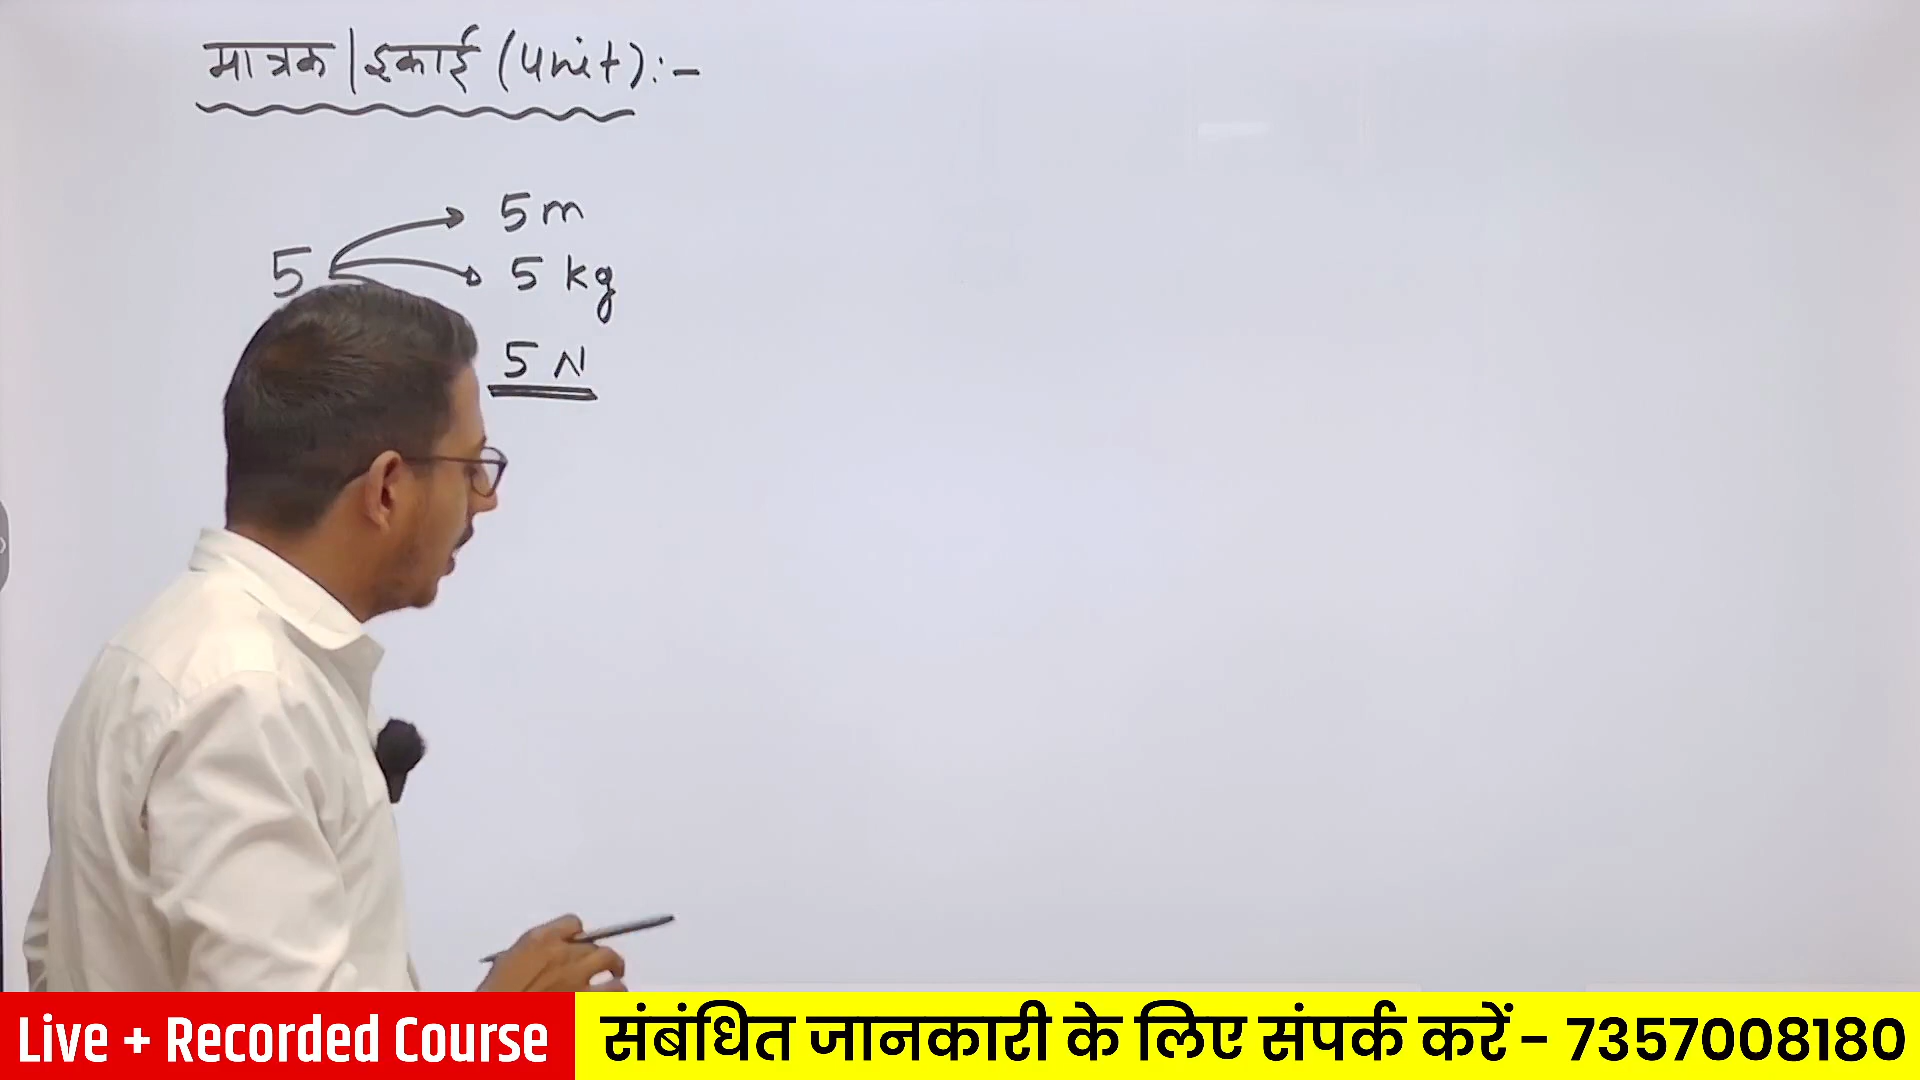 मात्रक | इकाई (Unit):-
5 m
5
5 kg
5 N
Live + Recorded Course
संबंधित जानकारी के लिए संपर्क करें - 7357008180